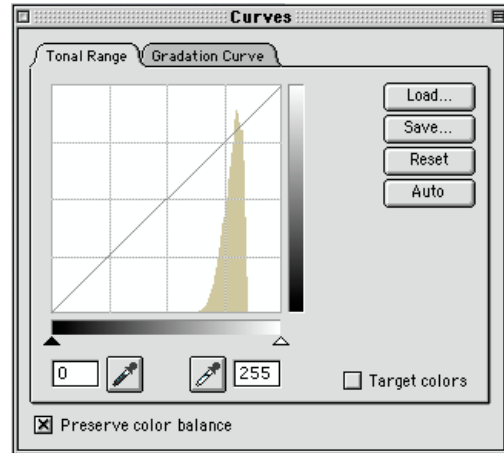 Curves
Tonal Range
Gradation Curve
Load...
Save...
Reset
Auto
0
255
Target colors
Preserve color balance